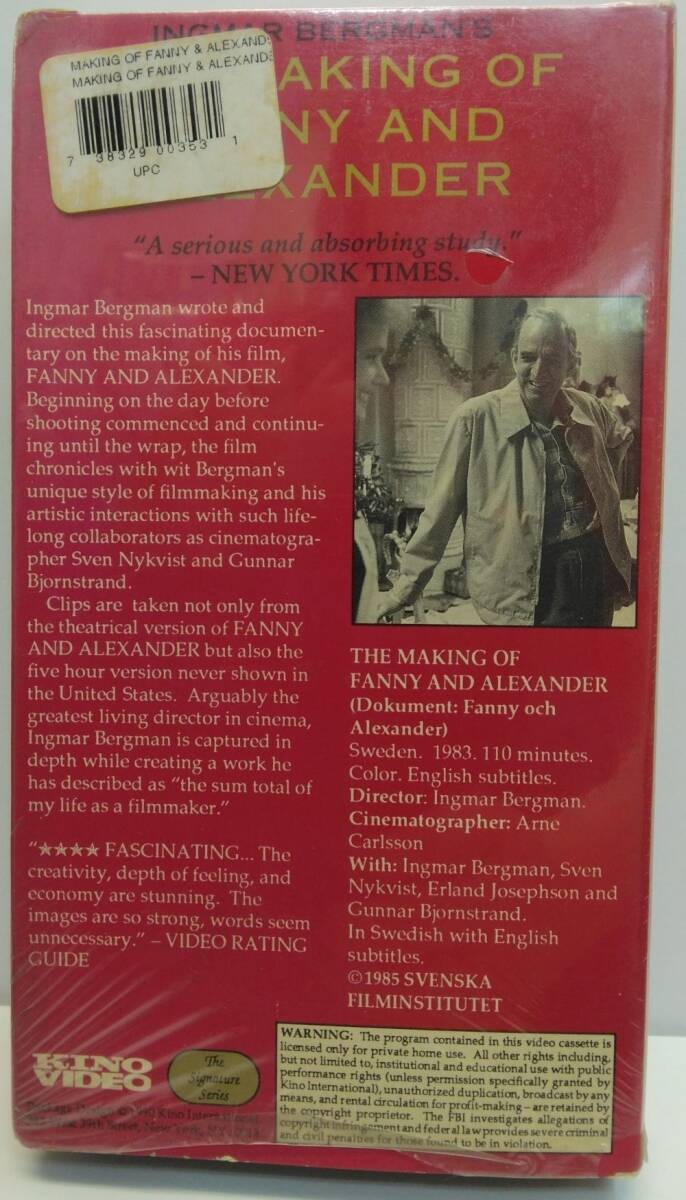 INGMAR BERGMAN'S
MAKING OF FANNY & ALEXAND
MAKING OF FANNY & ALEXANDE
7 38329 00353 1
UPC
AKING OF
NY AND
EXANDER
“A serious and absorbing study.”
– NEW YORK TIMES.
Ingmar Bergman wrote and
directed this fascinating documen-
tary on the making of his film,
FANNY AND ALEXANDER.
Beginning on the day before
shooting commenced and continu-
ing until the wrap, the film
chronicles with wit Bergman's
unique style of filmmaking and his
artistic interactions with such life-
long collaborators as cinematogra-
pher Sven Nykvist and Gunnar
Bjornstrand.
Clips are taken not only from
the theatrical version of FANNY
AND ALEXANDER but also the
five hour version never shown in
the United States. Arguably the
greatest living director in cinema,
Ingmar Bergman is captured in
depth while creating a work he
has described as “the sum total of
my life as a filmmaker.”
“★★★★ FASCINATING... The
creativity, depth of feeling, and
economy are stunning. The
images are so strong, words seem
unnecessary.” – VIDEO RATING
GUIDE
THE MAKING OF
FANNY AND ALEXANDER
(Dokument: Fanny och
Alexander)
Sweden. 1983. 110 minutes.
Color. English subtitles.
Director: Ingmar Bergman.
Cinematographer: Arne
Carlsson
With: Ingmar Bergman, Sven
Nykvist, Erland Josephson and
Gunnar Bjornstrand.
In Swedish with English
subtitles.
©1985 SVENSKA
FILMINSTITUTET
KINO
VIDEO
The
Signature
Series
Package Design © 1990 Kino International
39th Street, New York, NY
WARNING: The program contained in this video cassette is
licensed only for private home use. All other rights including,
but not limited to, institutional and educational use with public
performance rights (unless permission specifically granted by
Kino International), unauthorized duplication, broadcast by any
means, and rental circulation for profit-making – are retained by
the copyright proprietor. The FBI investigates allegations of
copyright infringement and federal law provides severe criminal
and civil penalties for those found to be in violation.